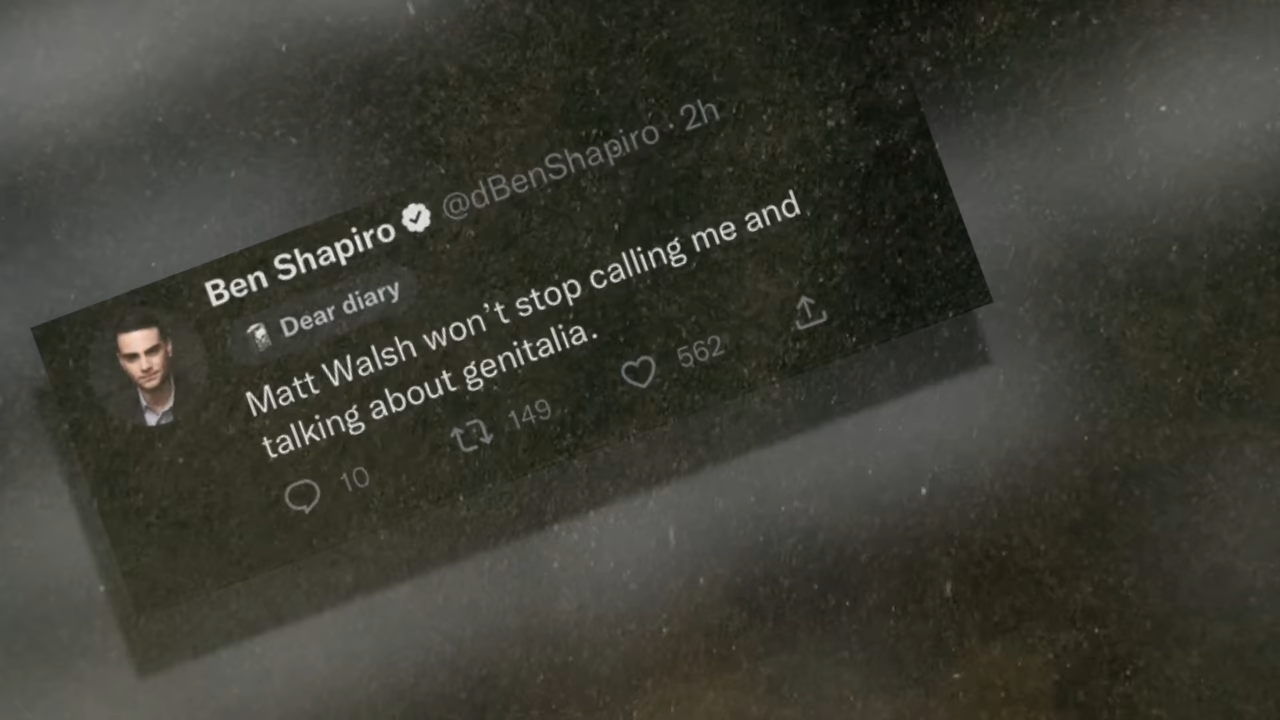 Ben Shapiro @dBenShapiro · 2h
Dear diary
Matt Walsh won’t stop calling me and
talking about genitalia.
10 149 562